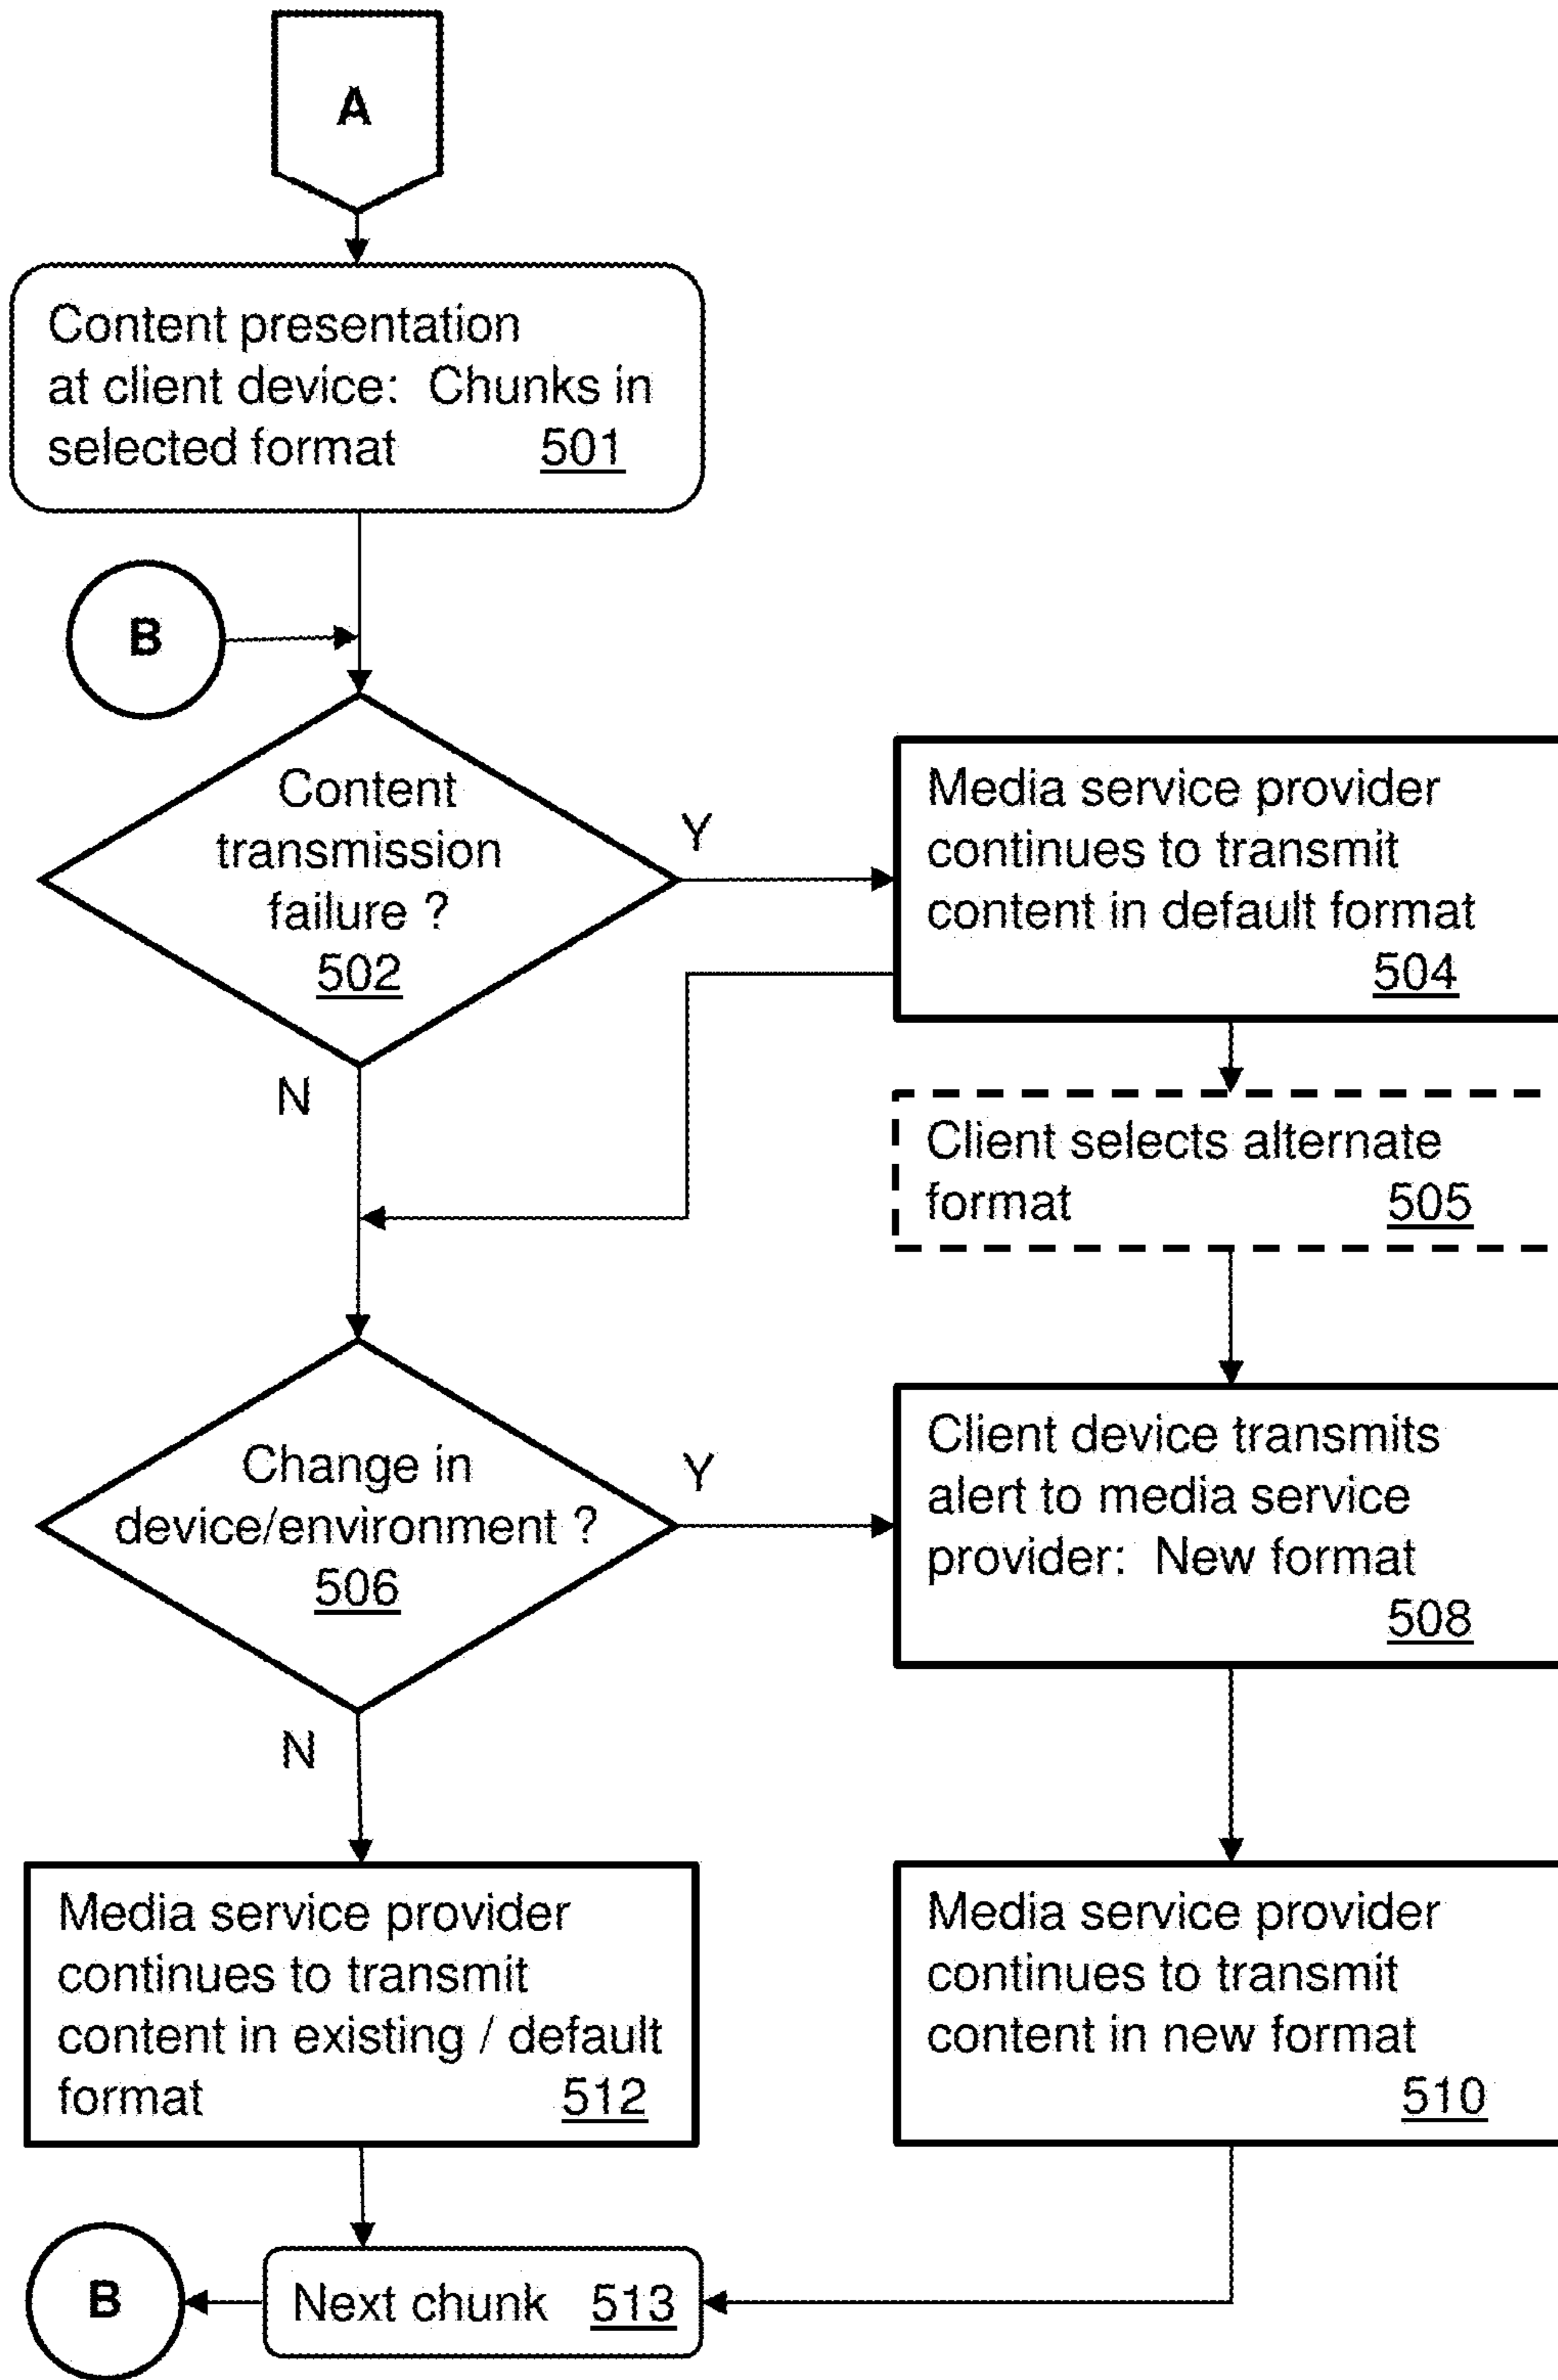 A
Content presentation
at client device: Chunks in
selected format 501
B
Content
transmission
failure ?
502
Y
N
Media service provider
continues to transmit
content in default format
504
Client selects alternate
format 505
Change in
device/environment ?
506
Y
N
Client device transmits
alert to media service
provider: New format
508
Media service provider
continues to transmit
content in existing / default
format 512
Media service provider
continues to transmit
content in new format
510
B
Next chunk 513